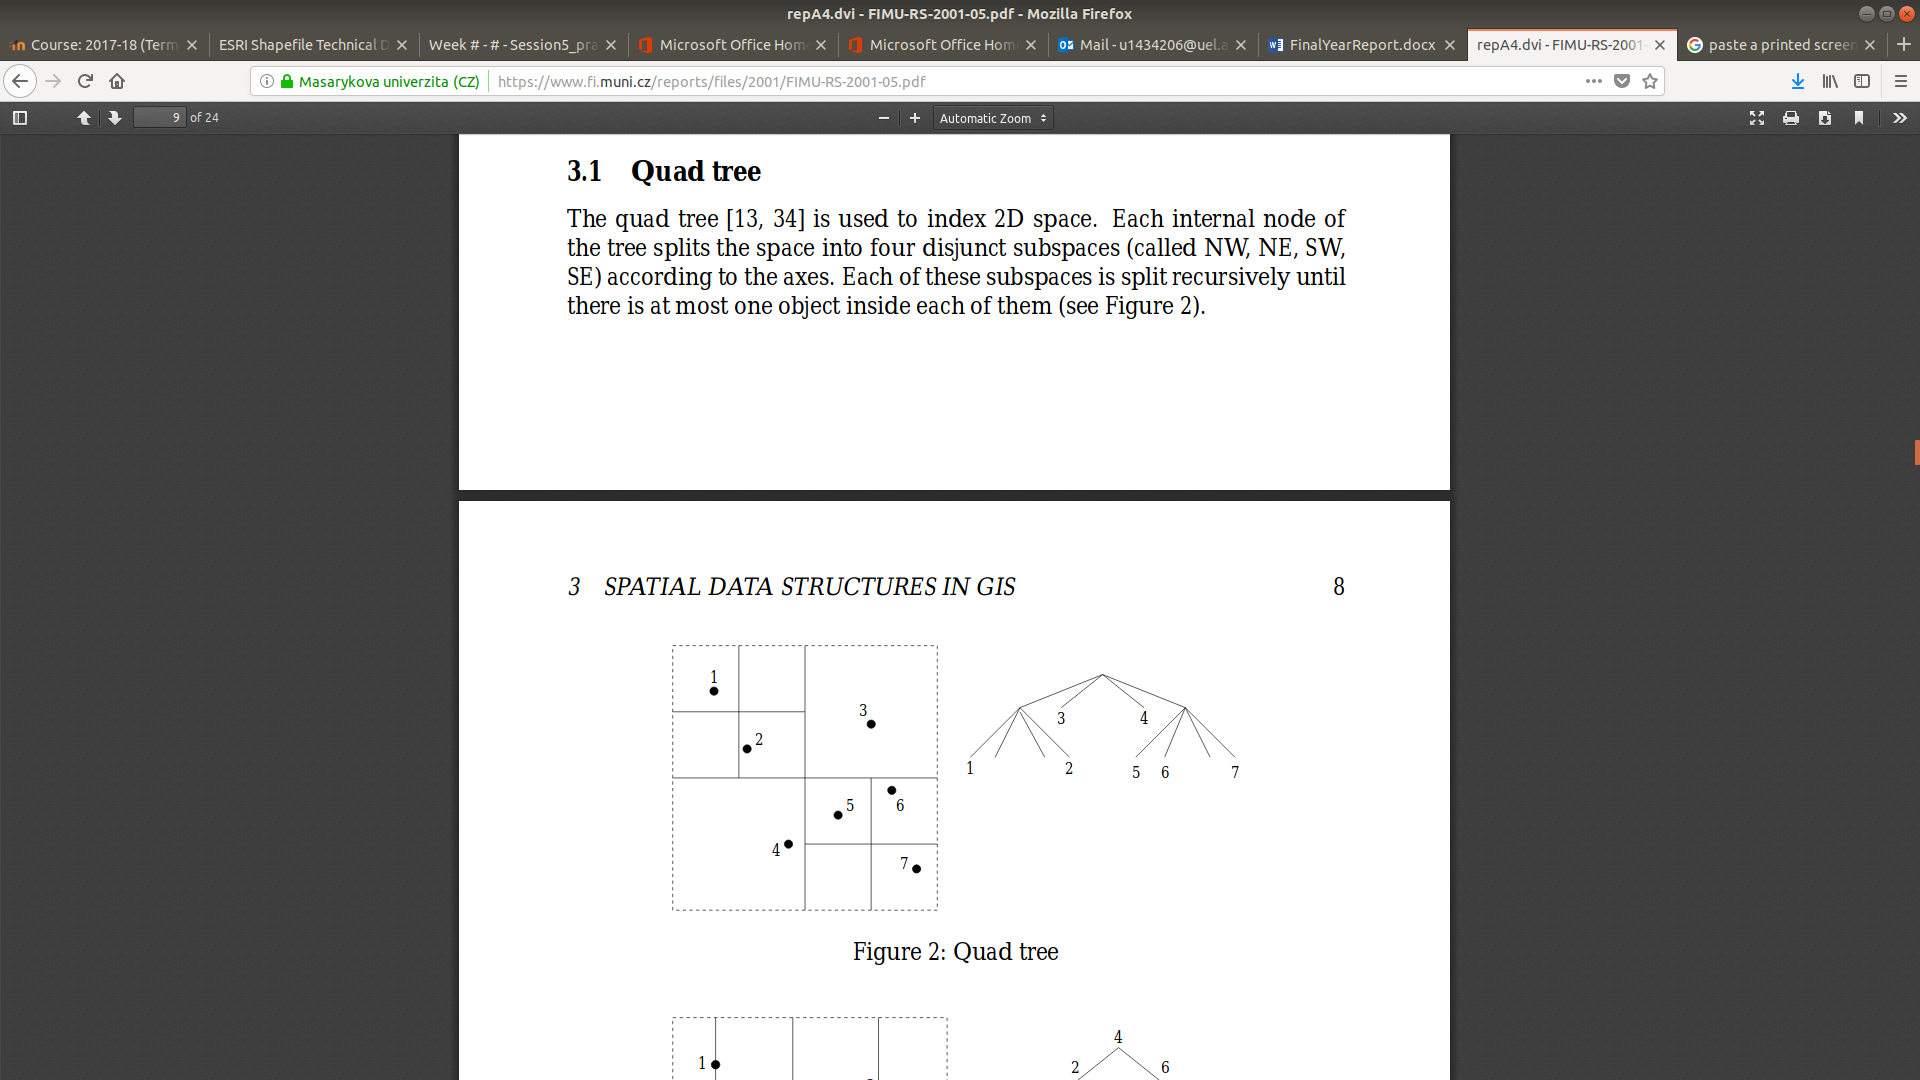 repA4.dvi - FIMU-RS-2001-05.pdf - Mozilla Firefox
Course: 2017-18 (Term
ESRI Shapefile Technical D
Week # - # - Session5_pra
Microsoft Office Hom
Microsoft Office Hom
Mail - u1434206@uel.a
FinalYearReport.docx
repA4.dvi - FIMU-RS-2001-
paste a printed screen
Masarykova univerzita (CZ)
https://www.fi.muni.cz/reports/files/2001/FIMU-RS-2001-05.pdf
9 of 24
Automatic Zoom
3.1 Quad tree
The quad tree [13, 34] is used to index 2D space. Each internal node of
the tree splits the space into four disjunct subspaces (called NW, NE, SW,
SE) according to the axes. Each of these subspaces is split recursively until
there is at most one object inside each of them (see Figure 2).
3 SPATIAL DATA STRUCTURES IN GIS 8
1
2
3
4
5
6
7
3 4
1 2 5 6 7
Figure 2: Quad tree
1
4
2 6